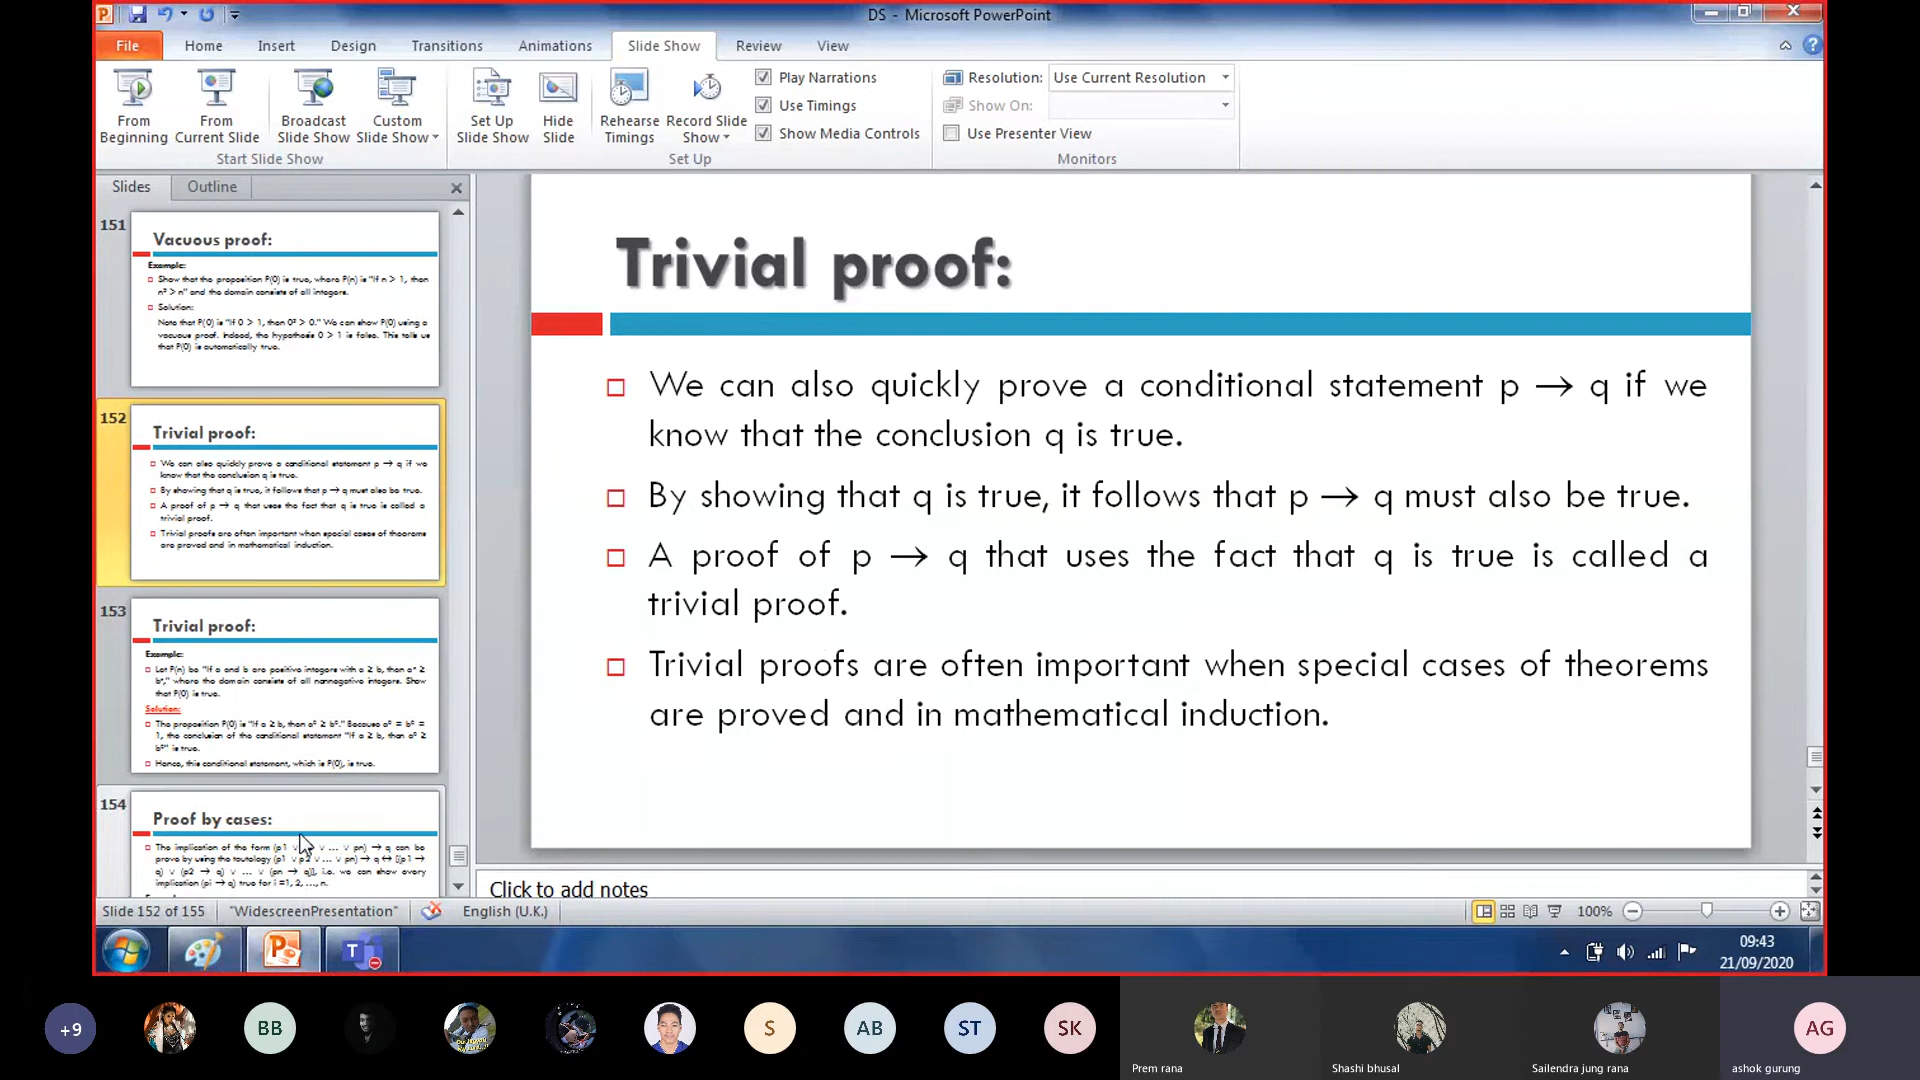 DS - Microsoft PowerPoint
File Home Insert Design Transitions Animations Slide Show Review View
From Beginning
From Current Slide
Broadcast Slide Show
Custom Slide Show
Set Up Slide Show
Hide Slide
Rehearse Timings
Record Slide Show
Play Narrations
Use Timings
Show Media Controls
Resolution: Use Current Resolution
Show On:
Use Presenter View
Start Slide Show
Set Up
Monitors
Slides Outline
151
Vacuous proof:
Example:
Show that the proposition P(0) is true, where P(n) is "If n > 1, then
n² > n" and the domain consists of all integers.
Solution:
Note that P(0) is "If 0 > 1, then 0² > 0." We can show P(0) using a
vacuous proof. Indeed, the hypothesis 0 > 1 is false. This tells us
that P(0) is automatically true.
152
Trivial proof:
We can also quickly prove a conditional statement p → q if we
know that the conclusion q is true.
By showing that q is true, it follows that p → q must also be true.
A proof of p → q that uses the fact that q is true is called a
trivial proof.
Trivial proofs are often important when special cases of theorems
are proved and in mathematical induction.
153
Trivial proof:
Example:
Let P(n) be "If a and b are positive integers with a ≥ b, then aⁿ ≥
bⁿ," where the domain consists of all nonnegative integers. Show
that P(0) is true.
Solution:
The proposition P(0) is "If a ≥ b, then a⁰ ≥ b⁰." Because a⁰ = b⁰ =
1, the conclusion of the conditional statement "If a ≥ b, then a⁰ ≥
b⁰" is true.
Hence, this conditional statement, which is P(0), is true.
154
Proof by cases:
The implication of the form (p1 ∨ ∨ ... ∨ pn) → q can be
prove by using the tautology (p1 ∨ p2 ∨ ... ∨ pn) → q ↔ [(p1 →
q) ∨ (p2 → q) ∨ ... ∨ (pn → q)], i.e. we can show every
implication (pi → q) true for i =1, 2, ..., n.
Trivial proof:
We can also quickly prove a conditional statement p → q if we
know that the conclusion q is true.
By showing that q is true, it follows that p → q must also be true.
A proof of p → q that uses the fact that q is true is called a
trivial proof.
Trivial proofs are often important when special cases of theorems
are proved and in mathematical induction.
Click to add notes
Slide 152 of 155 "WidescreenPresentation" English (U.K.) 100%
09:43
21/09/2020
+9 BB S AB ST SK AG
Prem rana Shashi bhusal Sailendra jung rana ashok gurung